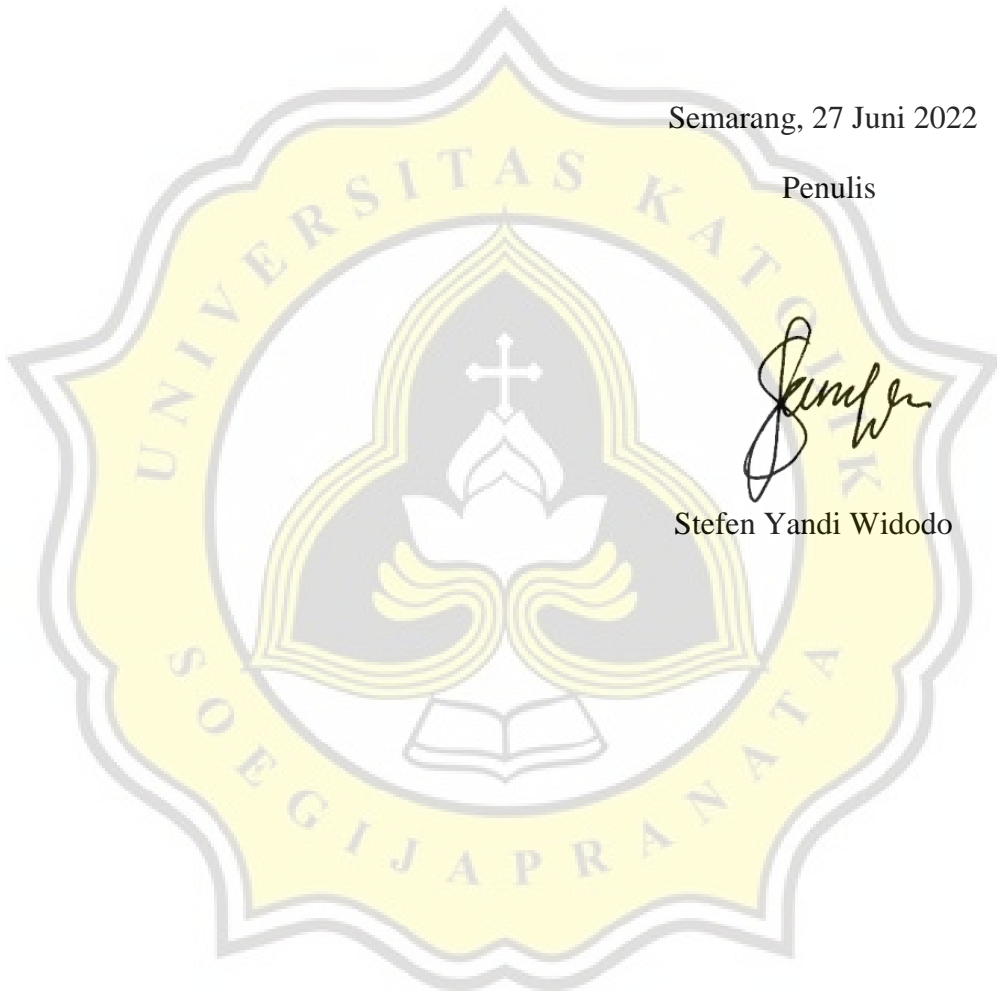 Semarang, 27 Juni 2022
Penulis
Stefen Yandi Widodo
UNIVERSITAS KATOLIK
SOEGIJAPRANATA